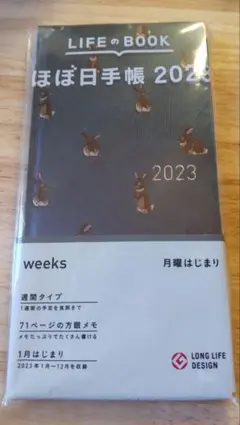 LIFEのBOOK
ほぼ日手帳 2023
2023
weeks
月曜はじまり
週間タイプ
1週間の予定を見開きで
71ページの方眼メモ
メモたっぷりでたくさん書ける
1月はじまり
2023年1月〜12月を収録
LONG LIFE
DESIGN